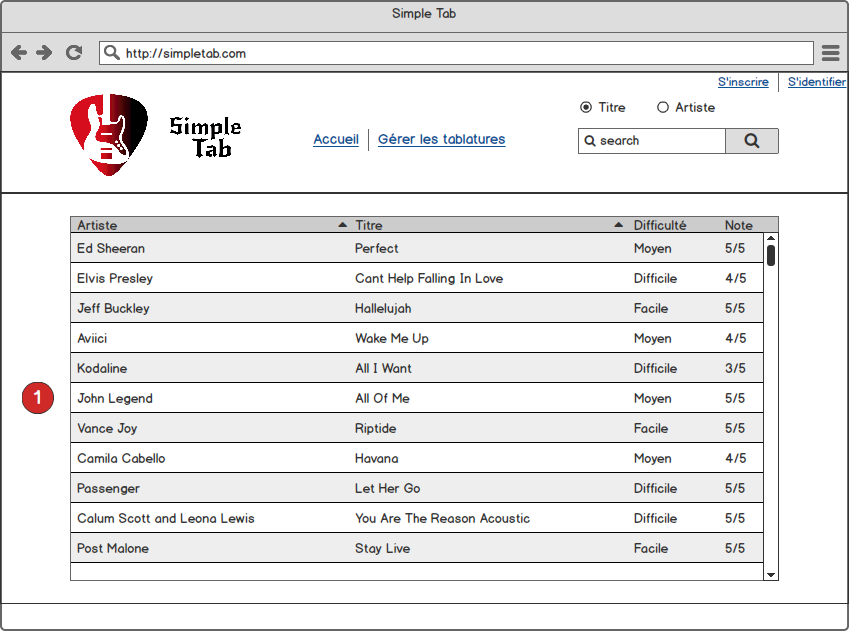 Simple Tab
http://simpletab.com
S'inscrire S'identifier
Titre Artiste
Simple
Tab
Accueil Gérer les tablatures
search
Artiste Titre Difficulté Note
Ed Sheeran Perfect Moyen 5/5
Elvis Presley Cant Help Falling In Love Difficile 4/5
Jeff Buckley Hallelujah Facile 5/5
Aviici Wake Me Up Moyen 4/5
Kodaline All I Want Difficile 3/5
1 John Legend All Of Me Moyen 5/5
Vance Joy Riptide Facile 5/5
Camila Cabello Havana Moyen 4/5
Passenger Let Her Go Difficile 5/5
Calum Scott and Leona Lewis You Are The Reason Acoustic Difficile 5/5
Post Malone Stay Live Facile 5/5